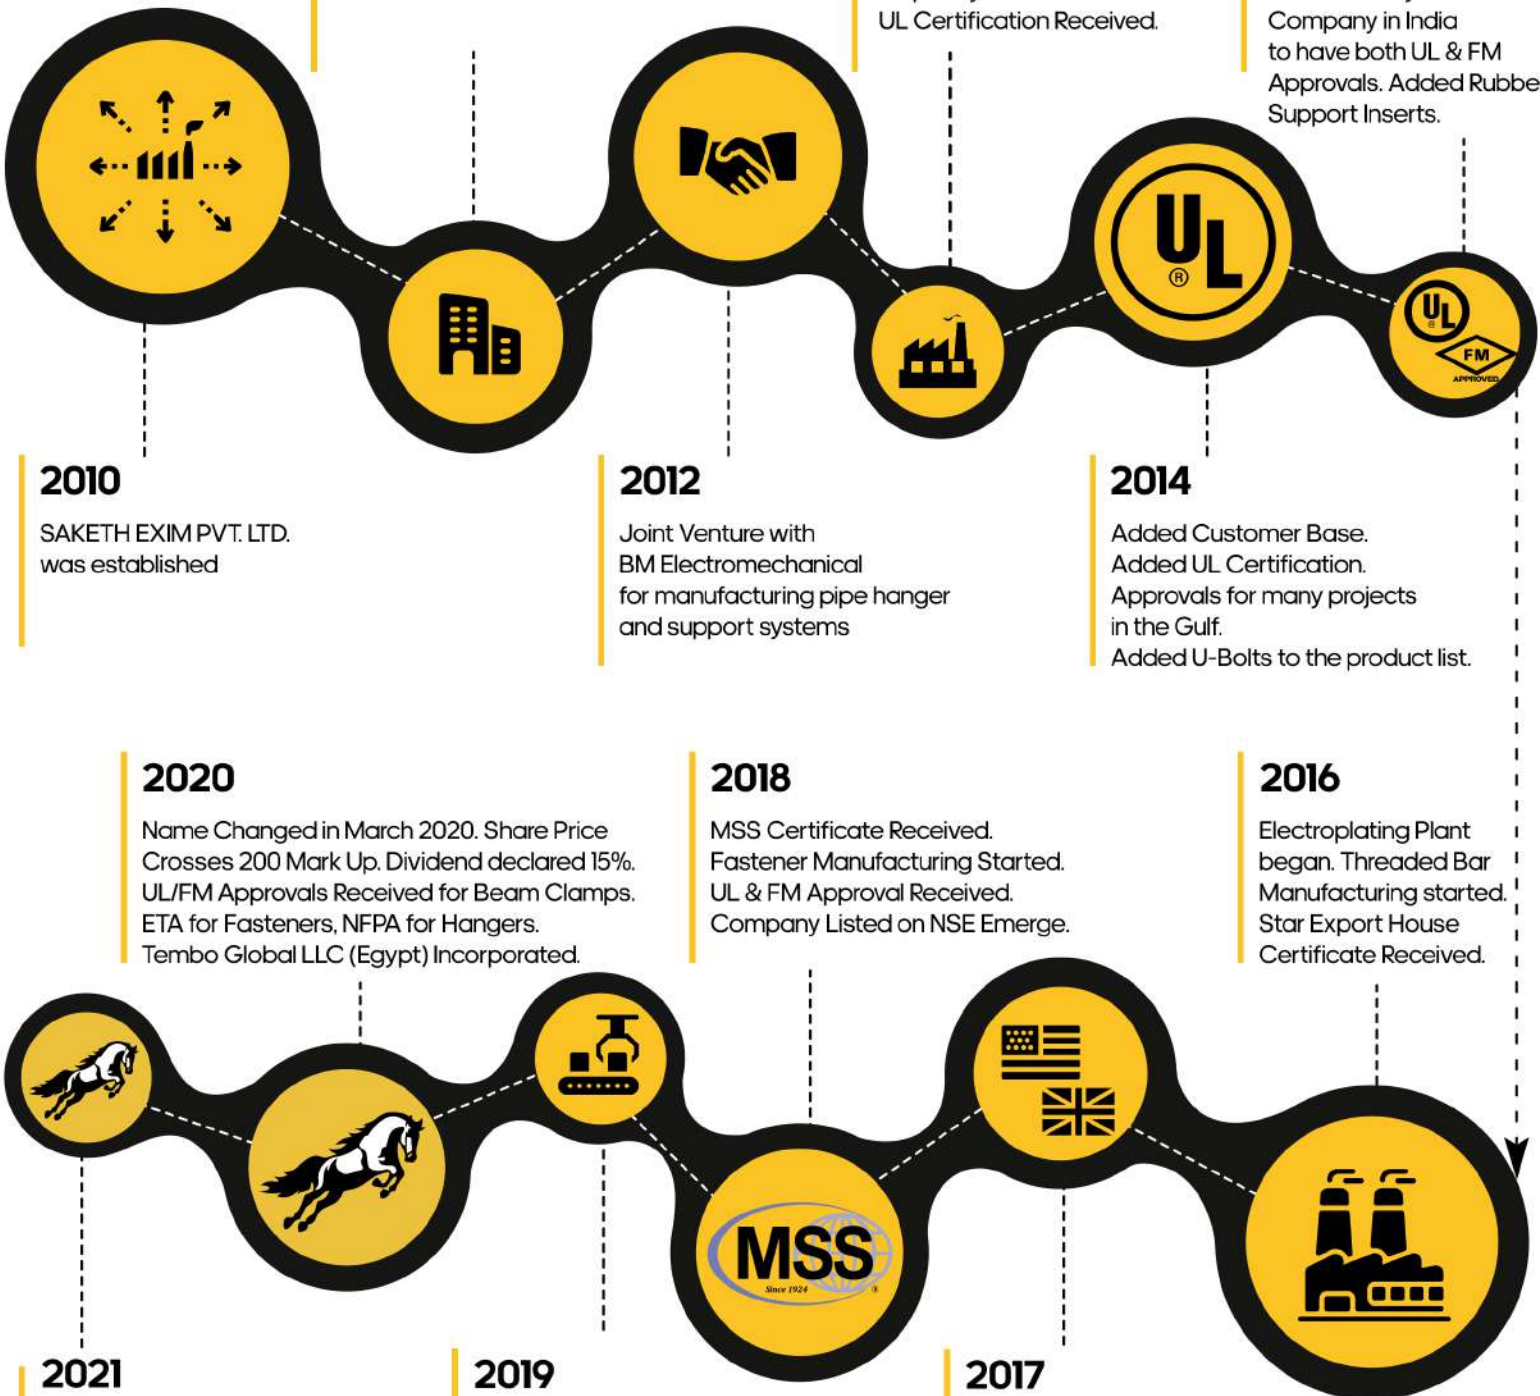 UL Certification Received.
Company in India
to have both UL & FM
Approvals. Added Rubbe
Support Inserts.
UL
®
UL
®
FM
APPROVED
2010
SAKETH EXIM PVT. LTD.
was established
2012
Joint Venture with
BM Electromechanical
for manufacturing pipe hanger
and support systems
2014
Added Customer Base.
Added UL Certification.
Approvals for many projects
in the Gulf.
Added U-Bolts to the product list.
2020
Name Changed in March 2020. Share Price
Crosses 200 Mark Up. Dividend declared 15%.
UL/FM Approvals Received for Beam Clamps.
ETA for Fasteners, NFPA for Hangers.
Tembo Global LLC (Egypt) Incorporated.
2018
MSS Certificate Received.
Fastener Manufacturing Started.
UL & FM Approval Received.
Company Listed on NSE Emerge.
2016
Electroplating Plant
began. Threaded Bar
Manufacturing started.
Star Export House
Certificate Received.
MSS
Since 1924
®
2021
2019
2017